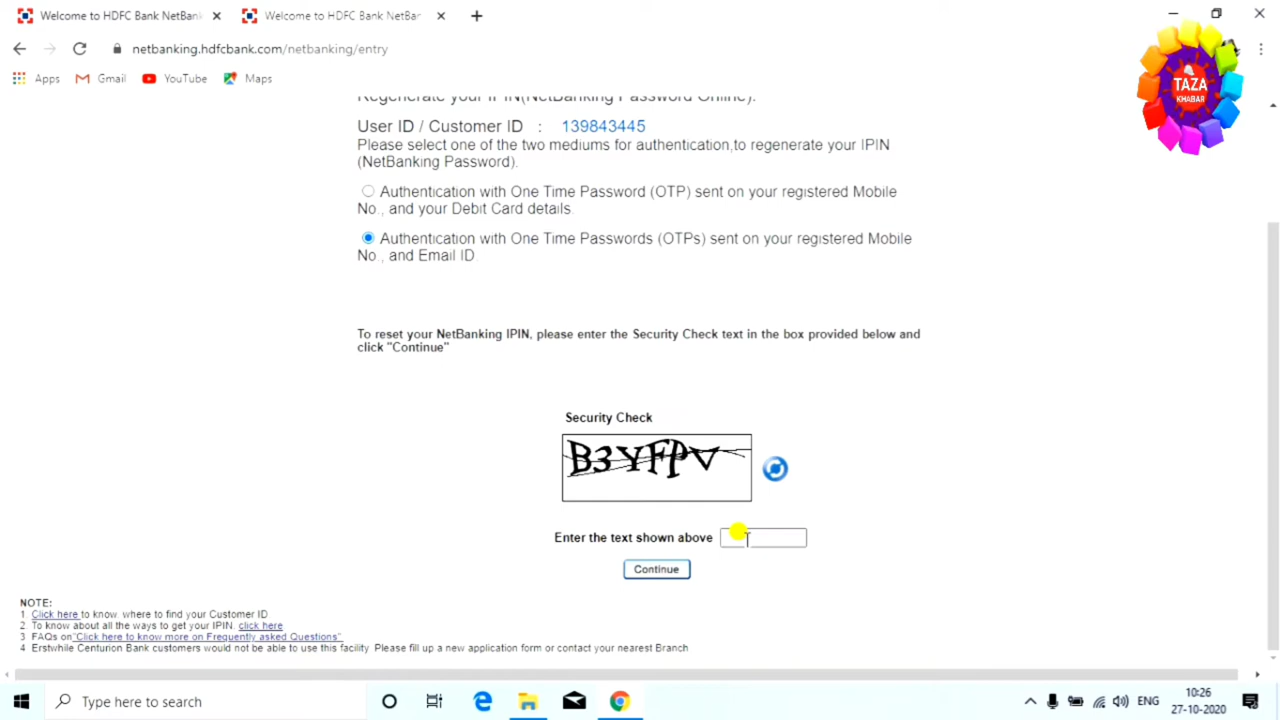 Welcome to HDFC Bank NetBank
Welcome to HDFC Bank NetBar
netbanking.hdfcbank.com/netbanking/entry
Apps Gmail YouTube Maps
TAZA
KHABAR
Regenerate your IPIN(NetBanking Password Online).
User ID / Customer ID : 139843445
Please select one of the two mediums for authentication,to regenerate your IPIN
(NetBanking Password).
Authentication with One Time Password (OTP) sent on your registered Mobile
No., and your Debit Card details.
Authentication with One Time Passwords (OTPs) sent on your registered Mobile
No., and Email ID
To reset your NetBanking IPIN, please enter the Security Check text in the box provided below and
click "Continue"
Security Check
B3YFPV
Enter the text shown above
Continue
NOTE:
1 Click here to know, where to find your Customer ID
2 To know about all the ways to get your IPIN, click here
3 FAQs on"Click here to know more on Frequently asked Questions".
4 Erstwhile Centurion Bank customers would not be able to use this facility Please fill up a new application form or contact your nearest Branch
Type here to search
ENG
10:26
27-10-2020